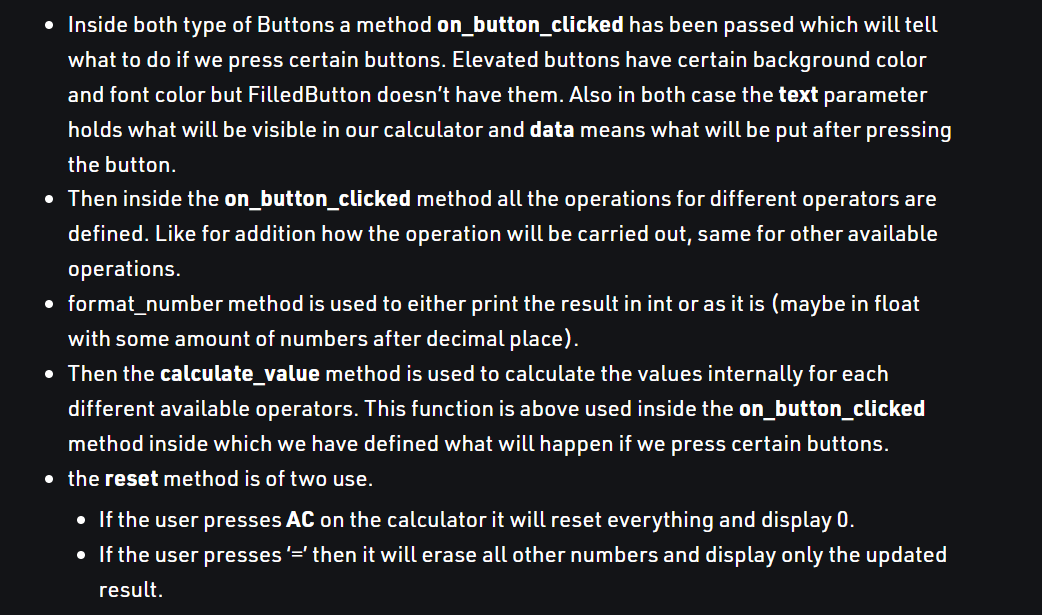 Inside both type of Buttons a method on_button_clicked has been passed which will tell
what to do if we press certain buttons. Elevated buttons have certain background color
and font color but FilledButton doesn’t have them. Also in both case the text parameter
holds what will be visible in our calculator and data means what will be put after pressing
the button.
Then inside the on_button_clicked method all the operations for different operators are
defined. Like for addition how the operation will be carried out, same for other available
operations.
format_number method is used to either print the result in int or as it is (maybe in float
with some amount of numbers after decimal place).
Then the calculate_value method is used to calculate the values internally for each
different available operators. This function is above used inside the on_button_clicked
method inside which we have defined what will happen if we press certain buttons.
the reset method is of two use.
If the user presses AC on the calculator it will reset everything and display 0.
If the user presses ‘=’ then it will erase all other numbers and display only the updated
result.